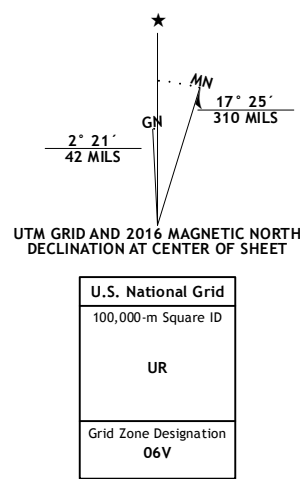 ★
MN
GN
17° 25´
310 MILS
2° 21´
42 MILS
UTM GRID AND 2016 MAGNETIC NORTH
DECLINATION AT CENTER OF SHEET
U.S. National Grid
100,000-m Square ID
UR
Grid Zone Designation
06V